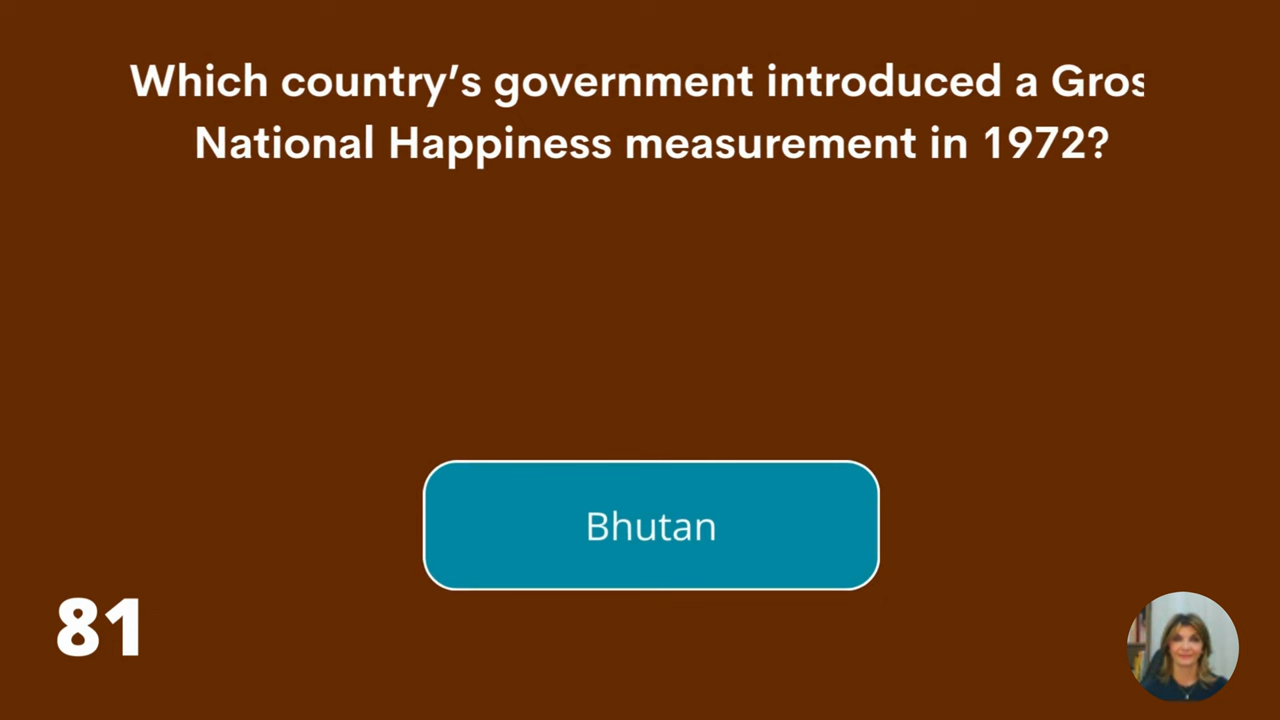 Which country’s government introduced a Gros
National Happiness measurement in 1972?
Bhutan
81